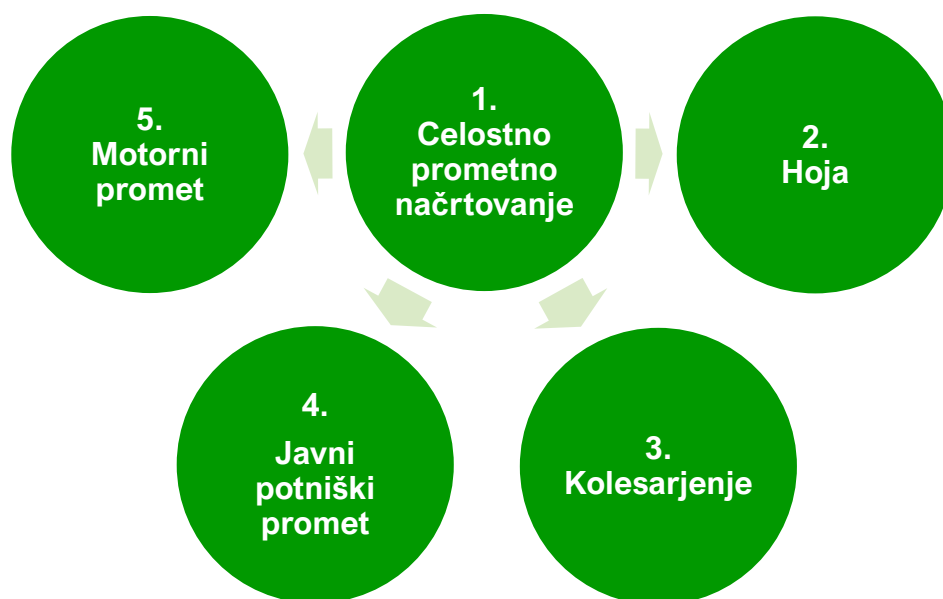 1.
Celostno
prometno
načrtovanje
2.
Hoja
3.
Kolesarjenje
4.
Javni
potniški
promet
5.
Motorni
promet